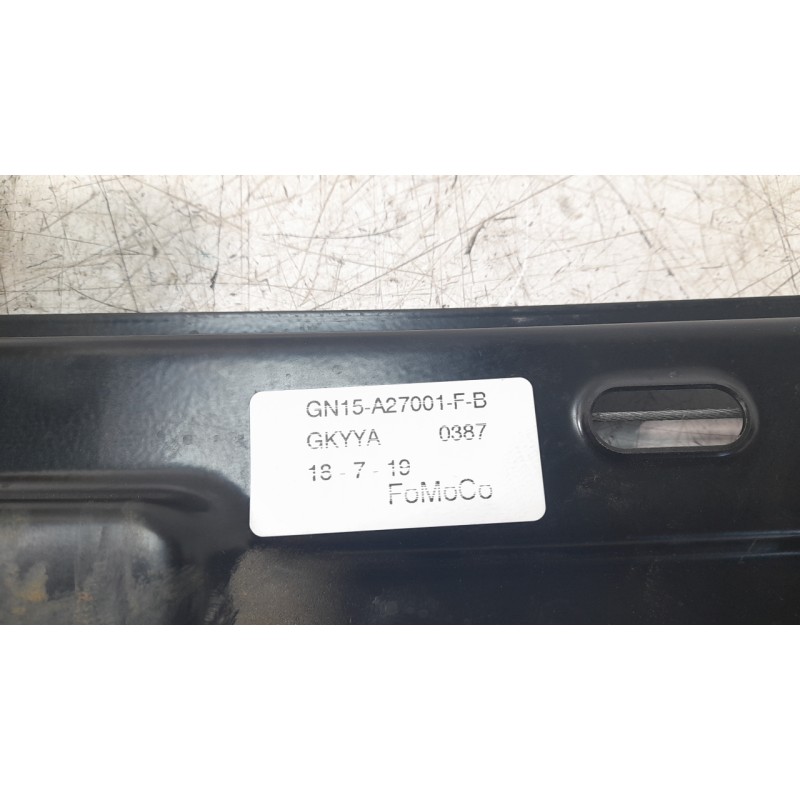 GN15-A27001-F-B
GKYYA 0387
18 - 7 - 19
FoMoCo